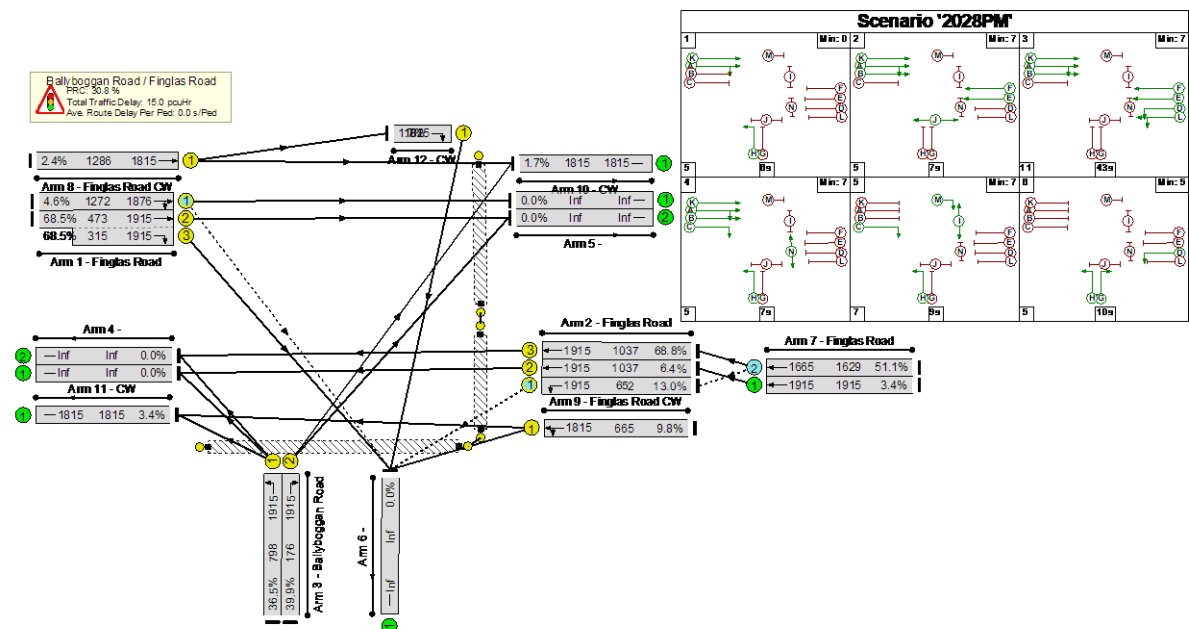 Scenario '2028PM'
1 Min: 0 2 Min: 7 3 Min: 7
K M
A
B I
C
N
J
H G
5 8s
K M
A
B I F
C E
N D
J L
H G
5 7s
K M
A
B I F
C E
N D
J L
H G
11 43s
4 Min: 7 5 Min: 7 6 Min: 5
K M
A
B I F
C E
N D
J L
H G
5 7s
K M
A
B I F
C E
N D
J L
H G
7 9s
K M
A
B I F
C E
N D
J L
H G
5 10s
Ballyboggan Road / Finglas Road
PRC: 30.8 %
Total Traffic Delay: 15.0 pcuHr
Ave. Route Delay Per Ped: 0.0 s/Ped
1
Arm 12 - CW
2.4% 1286 1815 1
Arm 8 - Finglas Road CW
4.6% 1272 1876 1
68.5% 473 1915 2
68.5% 315 1915 3
Arm 1 - Finglas Road
1.7% 1815 1815 1
Arm 10 - CW
0.0% Inf Inf 1
0.0% Inf Inf 2
Arm 5 -
Arm 4 -
2 Inf Inf 0.0%
1 Inf Inf 0.0%
Arm 11 - CW
1 1815 1815 3.4%
Arm 2 - Finglas Road
3 1915 1037 68.8%
2 1915 1037 6.4%
1 1915 652 13.0%
Arm 9 - Finglas Road CW
1 1815 665 9.8%
Arm 7 - Finglas Road
2 1665 1629 51.1%
1 1915 1915 3.4%
1 2
36.5% 798 1915
39.9% 176 1915
Arm 3 - Ballyboggan Road
Arm 6 -
Inf Inf 0.0%
1